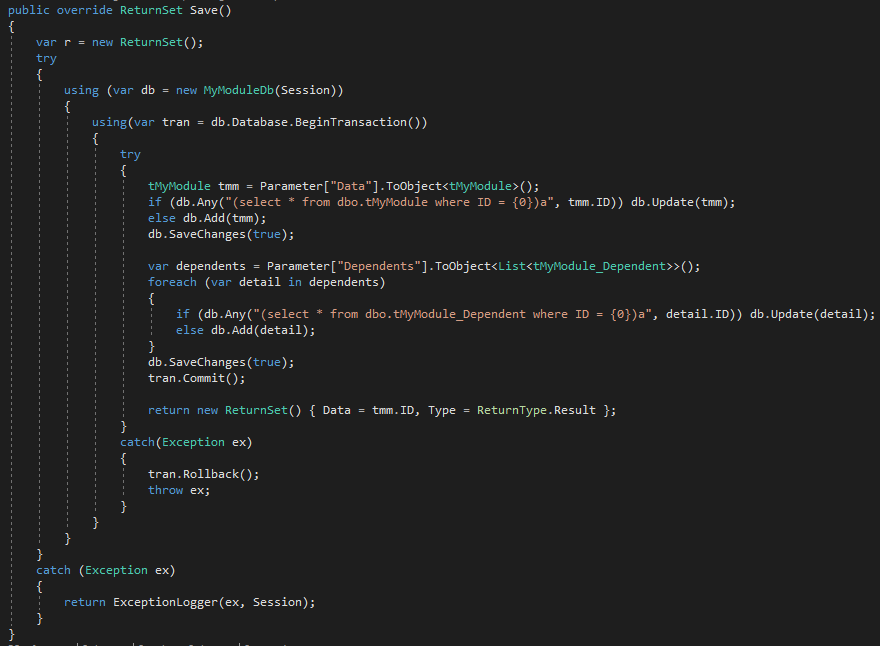 public override ReturnSet Save()
{
var r = new ReturnSet();
try
{
using (var db = new MyModuleDb(Session))
{
using(var tran = db.Database.BeginTransaction())
{
try
{
tMyModule tmm = Parameter["Data"].ToObject<tMyModule>();
if (db.Any("(select * from dbo.tMyModule where ID = {0})a", tmm.ID)) db.Update(tmm);
else db.Add(tmm);
db.SaveChanges(true);
var dependents = Parameter["Dependents"].ToObject<List<tMyModule_Dependent>>();
foreach (var detail in dependents)
{
if (db.Any("(select * from dbo.tMyModule_Dependent where ID = {0})a", detail.ID)) db.Update(detail);
else db.Add(detail);
}
db.SaveChanges(true);
tran.Commit();
return new ReturnSet() { Data = tmm.ID, Type = ReturnType.Result };
}
catch(Exception ex)
{
tran.Rollback();
throw ex;
}
}
}
}
catch (Exception ex)
{
return ExceptionLogger(ex, Session);
}
}